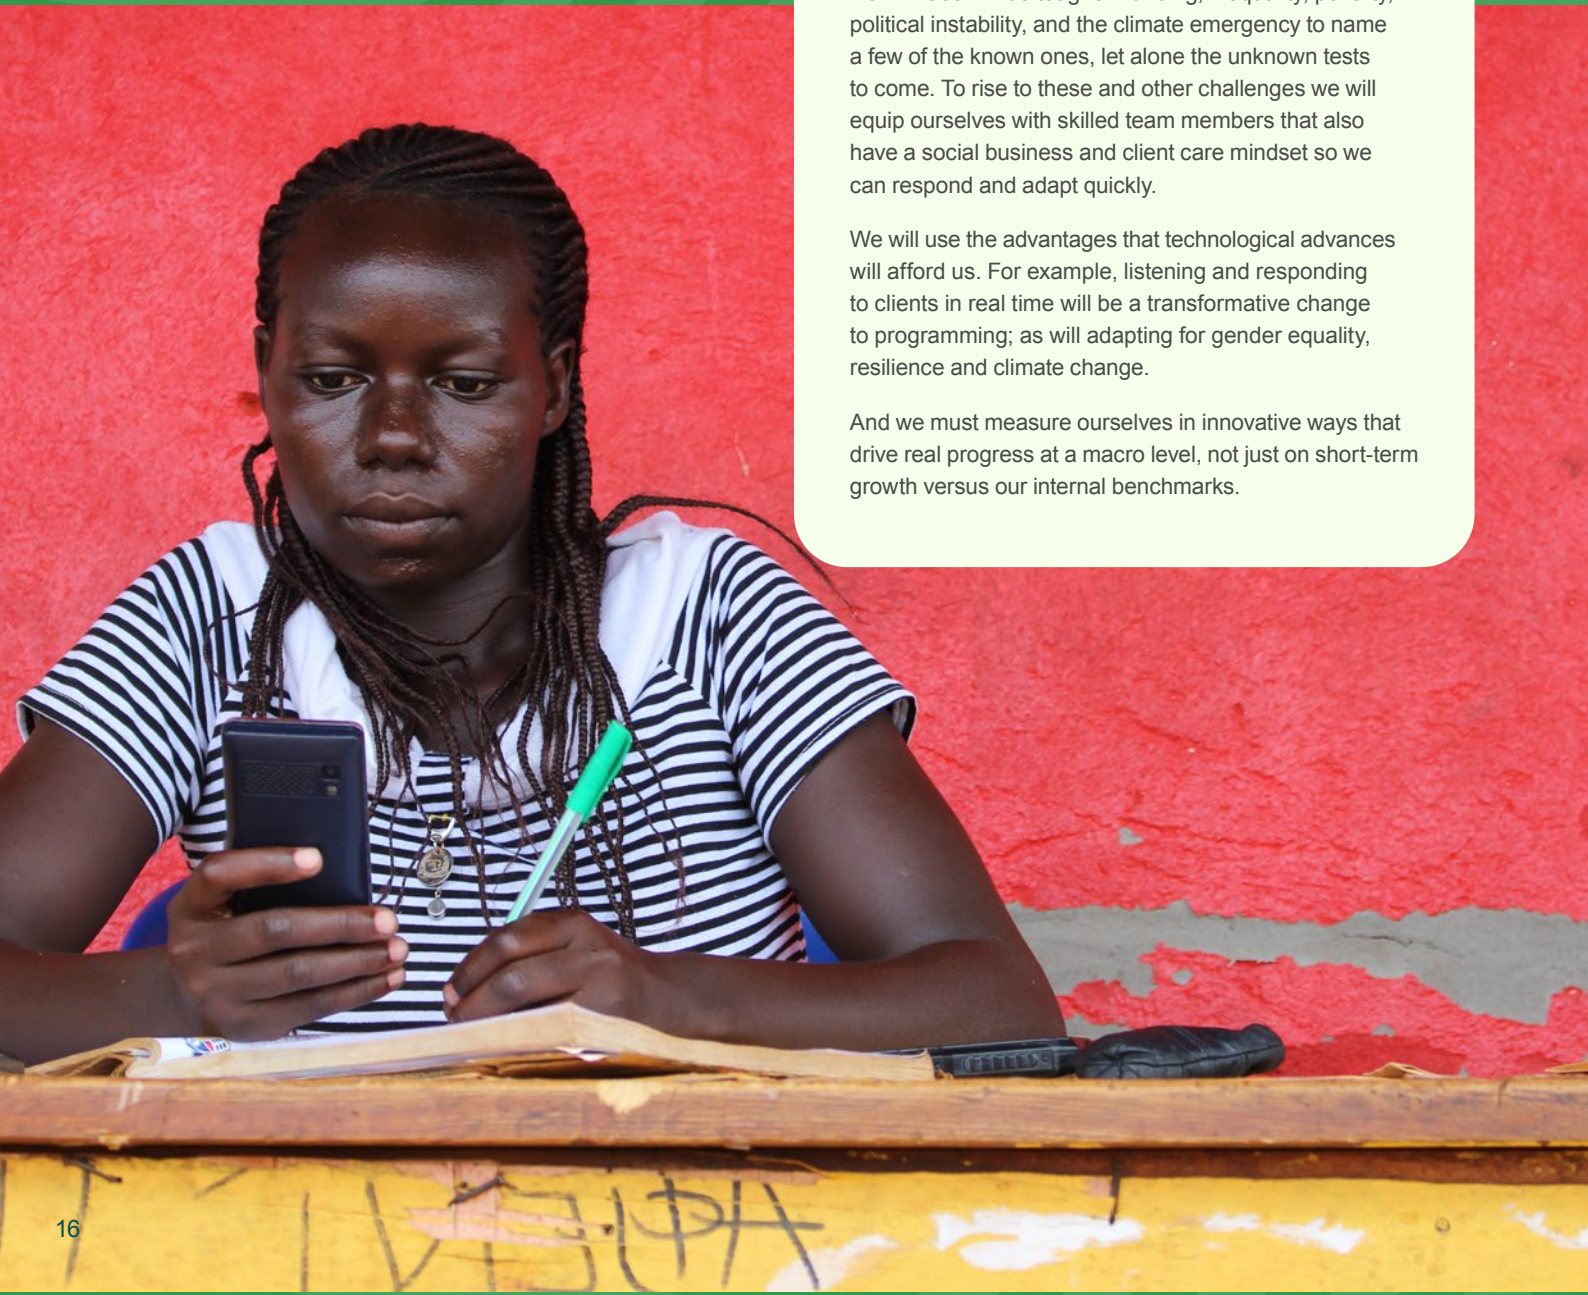 inequality, poverty,
political instability, and the climate emergency to name
a few of the known ones, let alone the unknown tests
to come. To rise to these and other challenges we will
equip ourselves with skilled team members that also
have a social business and client care mindset so we
can respond and adapt quickly.
We will use the advantages that technological advances
will afford us. For example, listening and responding
to clients in real time will be a transformative change
to programming; as will adapting for gender equality,
resilience and climate change.
And we must measure ourselves in innovative ways that
drive real progress at a macro level, not just on short-term
growth versus our internal benchmarks.
16